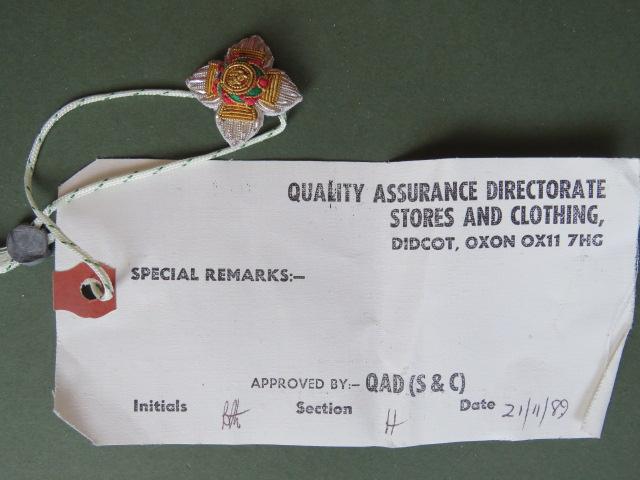 QUALITY ASSURANCE DIRECTORATE
STORES AND CLOTHING,
DIDCOT, OXON OX11 7HG
SPECIAL REMARKS:—
APPROVED BY:- QAD (S & C)
Initials Section H Date 21/11/89